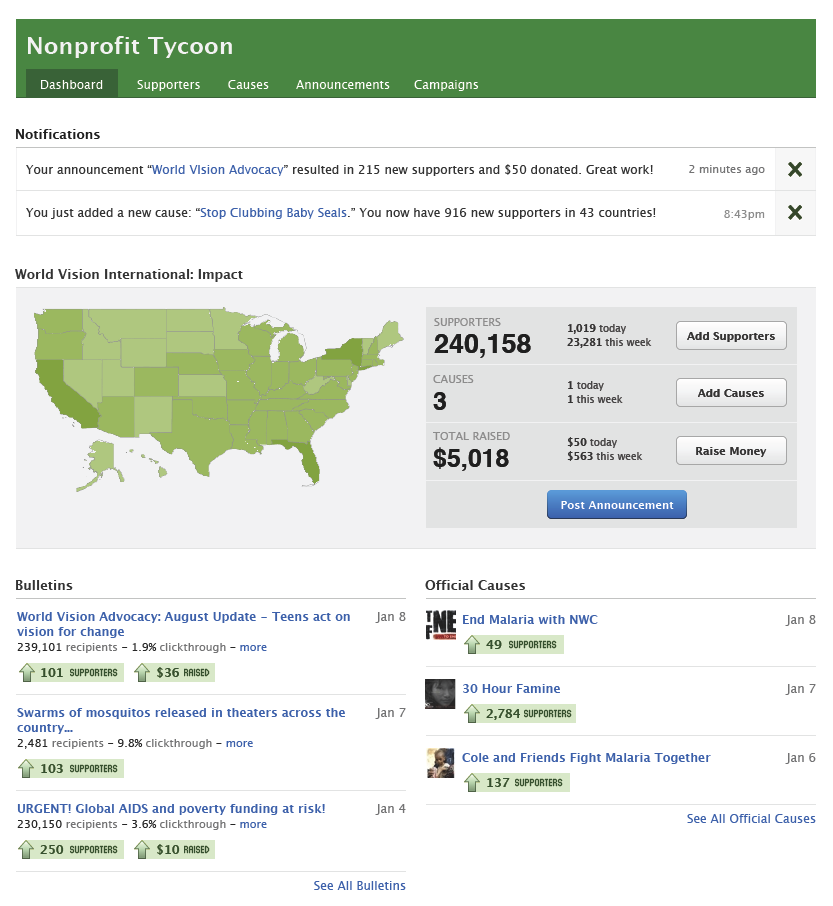 Nonprofit Tycoon
Dashboard Supporters Causes Announcements Campaigns
Notifications
Your announcement “World VIsion Advocacy” resulted in 215 new supporters and $50 donated. Great work! 2 minutes ago
You just added a new cause: “Stop Clubbing Baby Seals.” You now have 916 new supporters in 43 countries! 8:43pm
World Vision International: Impact
SUPPORTERS
240,158
1,019 today
23,281 this week
Add Supporters
CAUSES
3
1 today
1 this week
Add Causes
TOTAL RAISED
$5,018
$50 today
$563 this week
Raise Money
Post Announcement
Bulletins
World Vision Advocacy: August Update – Teens act on Jan 8
vision for change
239,101 recipients – 1.9% clickthrough – more
101 SUPPORTERS $36 RAISED
Swarms of mosquitos released in theaters across the Jan 7
country...
2,481 recipients – 9.8% clickthrough – more
103 SUPPORTERS
URGENT! Global AIDS and poverty funding at risk! Jan 4
230,150 recipients – 3.6% clickthrough – more
250 SUPPORTERS $10 RAISED
See All Bulletins
Official Causes
End Malaria with NWC Jan 8
49 SUPPORTERS
30 Hour Famine Jan 7
2,784 SUPPORTERS
Cole and Friends Fight Malaria Together Jan 6
137 SUPPORTERS
See All Official Causes